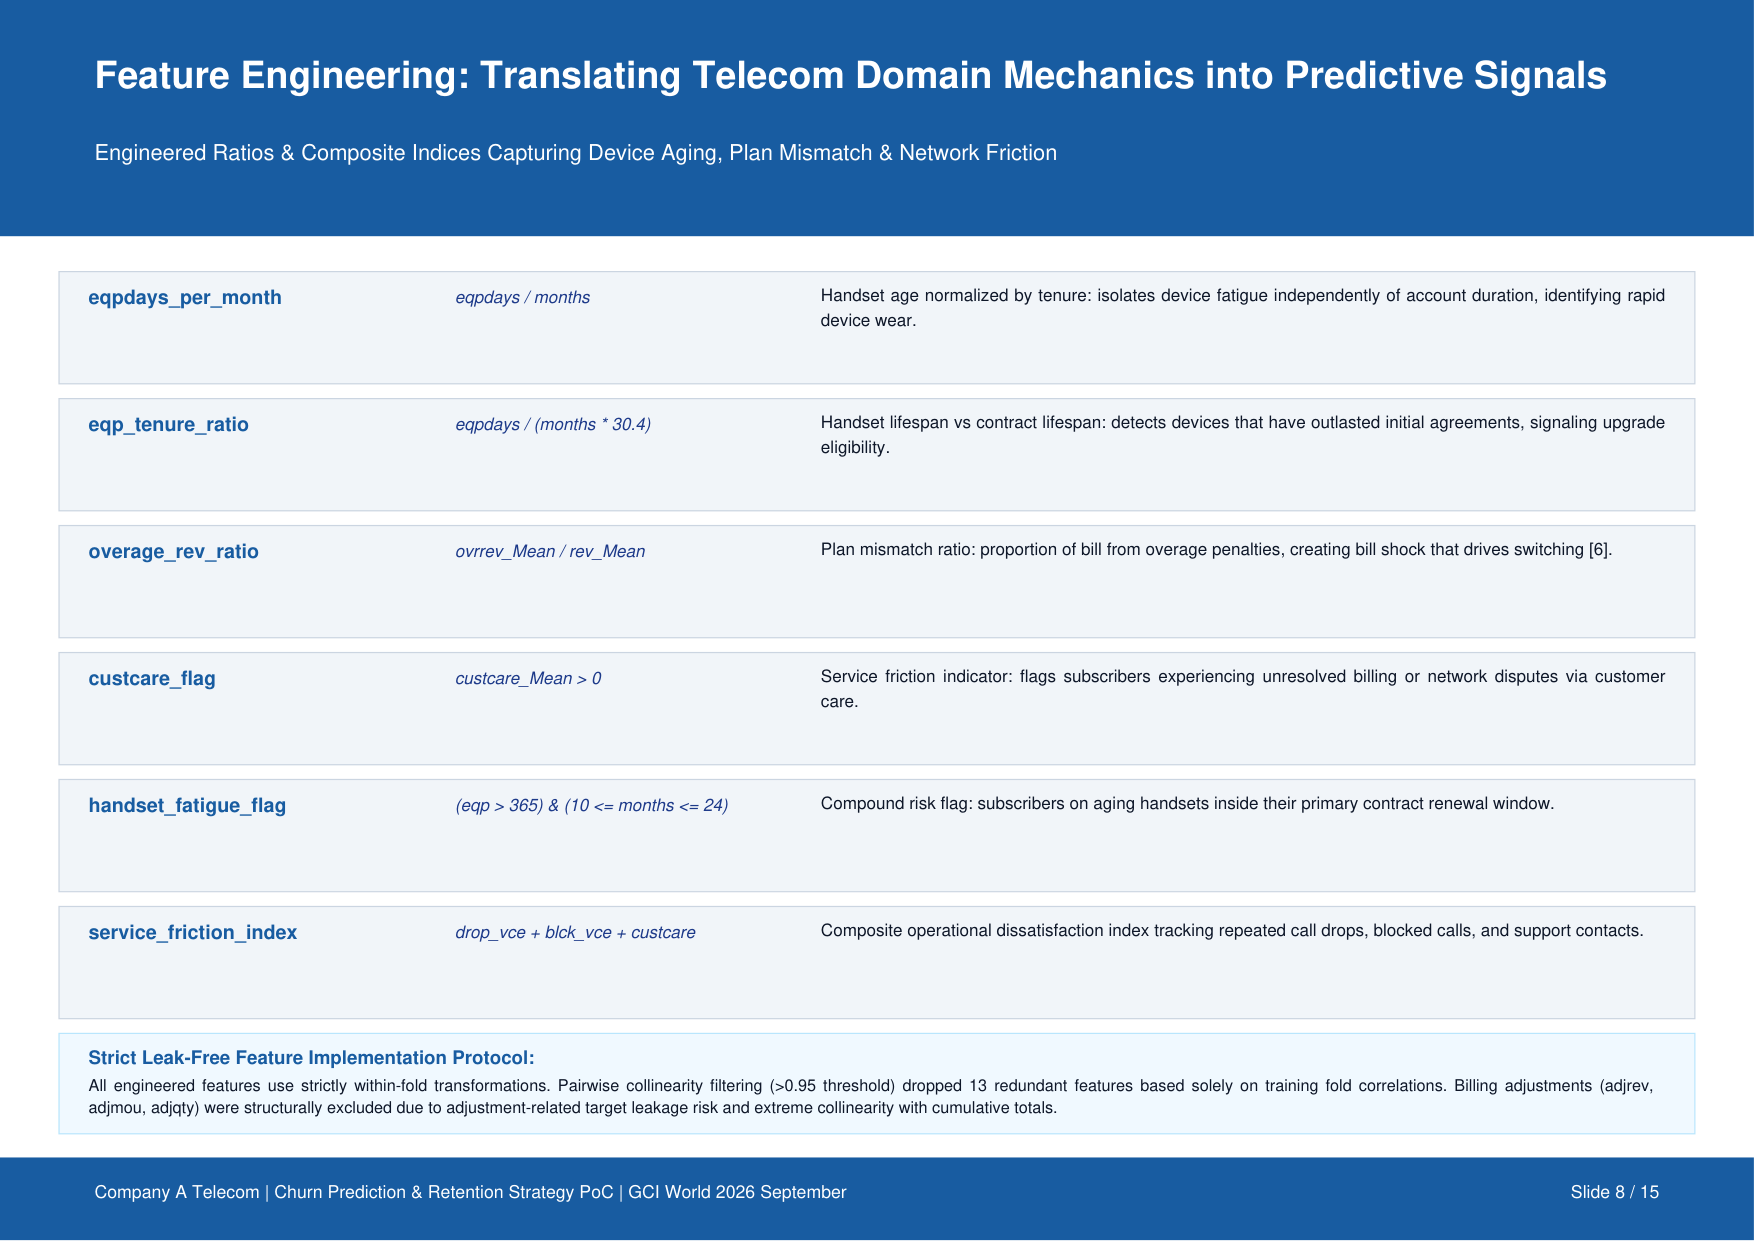 Feature Engineering: Translating Telecom Domain Mechanics into Predictive Signals
Engineered Ratios & Composite Indices Capturing Device Aging, Plan Mismatch & Network Friction
eqpdays_per_month
eqpdays / months
Handset age normalized by tenure: isolates device fatigue independently of account duration, identifying rapid
device wear.
eqp_tenure_ratio
eqpdays / (months * 30.4)
Handset lifespan vs contract lifespan: detects devices that have outlasted initial agreements, signaling upgrade
eligibility.
overage_rev_ratio
ovrrev_Mean / rev_Mean
Plan mismatch ratio: proportion of bill from overage penalties, creating bill shock that drives switching [6].
custcare_flag
custcare_Mean > 0
Service friction indicator: flags subscribers experiencing unresolved billing or network disputes via customer
care.
handset_fatigue_flag
(eqp > 365) & (10 <= months <= 24)
Compound risk flag: subscribers on aging handsets inside their primary contract renewal window.
service_friction_index
drop_vce + blck_vce + custcare
Composite operational dissatisfaction index tracking repeated call drops, blocked calls, and support contacts.
Strict Leak-Free Feature Implementation Protocol:
All engineered features use strictly within-fold transformations. Pairwise collinearity filtering (>0.95 threshold) dropped 13 redundant features based solely on training fold correlations. Billing adjustments (adjrev,
adjmou, adjqty) were structurally excluded due to adjustment-related target leakage risk and extreme collinearity with cumulative totals.
Company A Telecom | Churn Prediction & Retention Strategy PoC | GCI World 2026 September
Slide 8 / 15